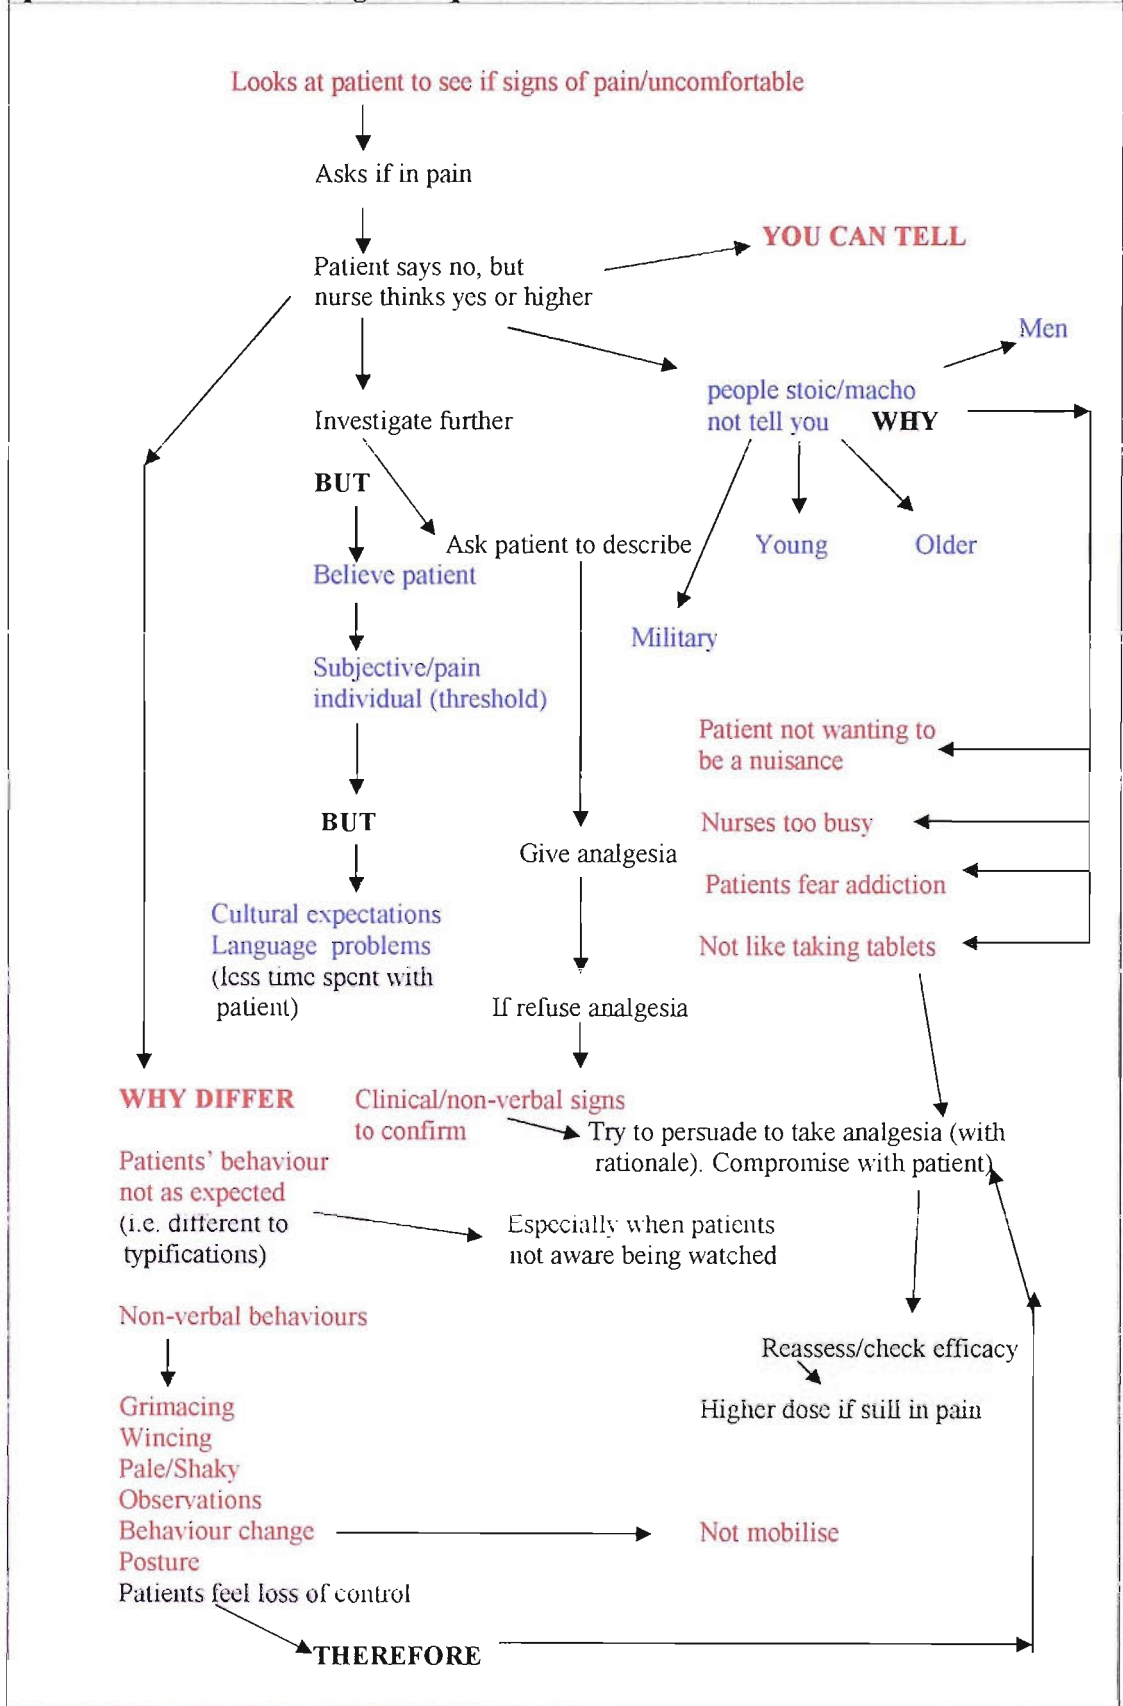 Looks at patient to see if signs of pain/uncomfortable
Asks if in pain
YOU CAN TELL
Patient says no, but
nurse thinks yes or higher
Men
people stoic/macho
not tell you WHY
Investigate further
BUT
Ask patient to describe
Young
Older
Believe patient
Military
Subjective/pain
individual (threshold)
Patient not wanting to
be a nuisance
BUT
Nurses too busy
Give analgesia
Patients fear addiction
Cultural expectations
Language problems
(less time spent with
patient)
Not like taking tablets
If refuse analgesia
WHY DIFFER
Clinical/non-verbal signs
to confirm
Try to persuade to take analgesia (with
rationale). Compromise with patient)
Patients' behaviour
not as expected
(i.e. different to
typifications)
Especially when patients
not aware being watched
Non-verbal behaviours
Reassess/check efficacy
Higher dose if still in pain
Grimacing
Wincing
Pale/Shaky
Observations
Behaviour change
Not mobilise
Posture
Patients feel loss of control
THEREFORE